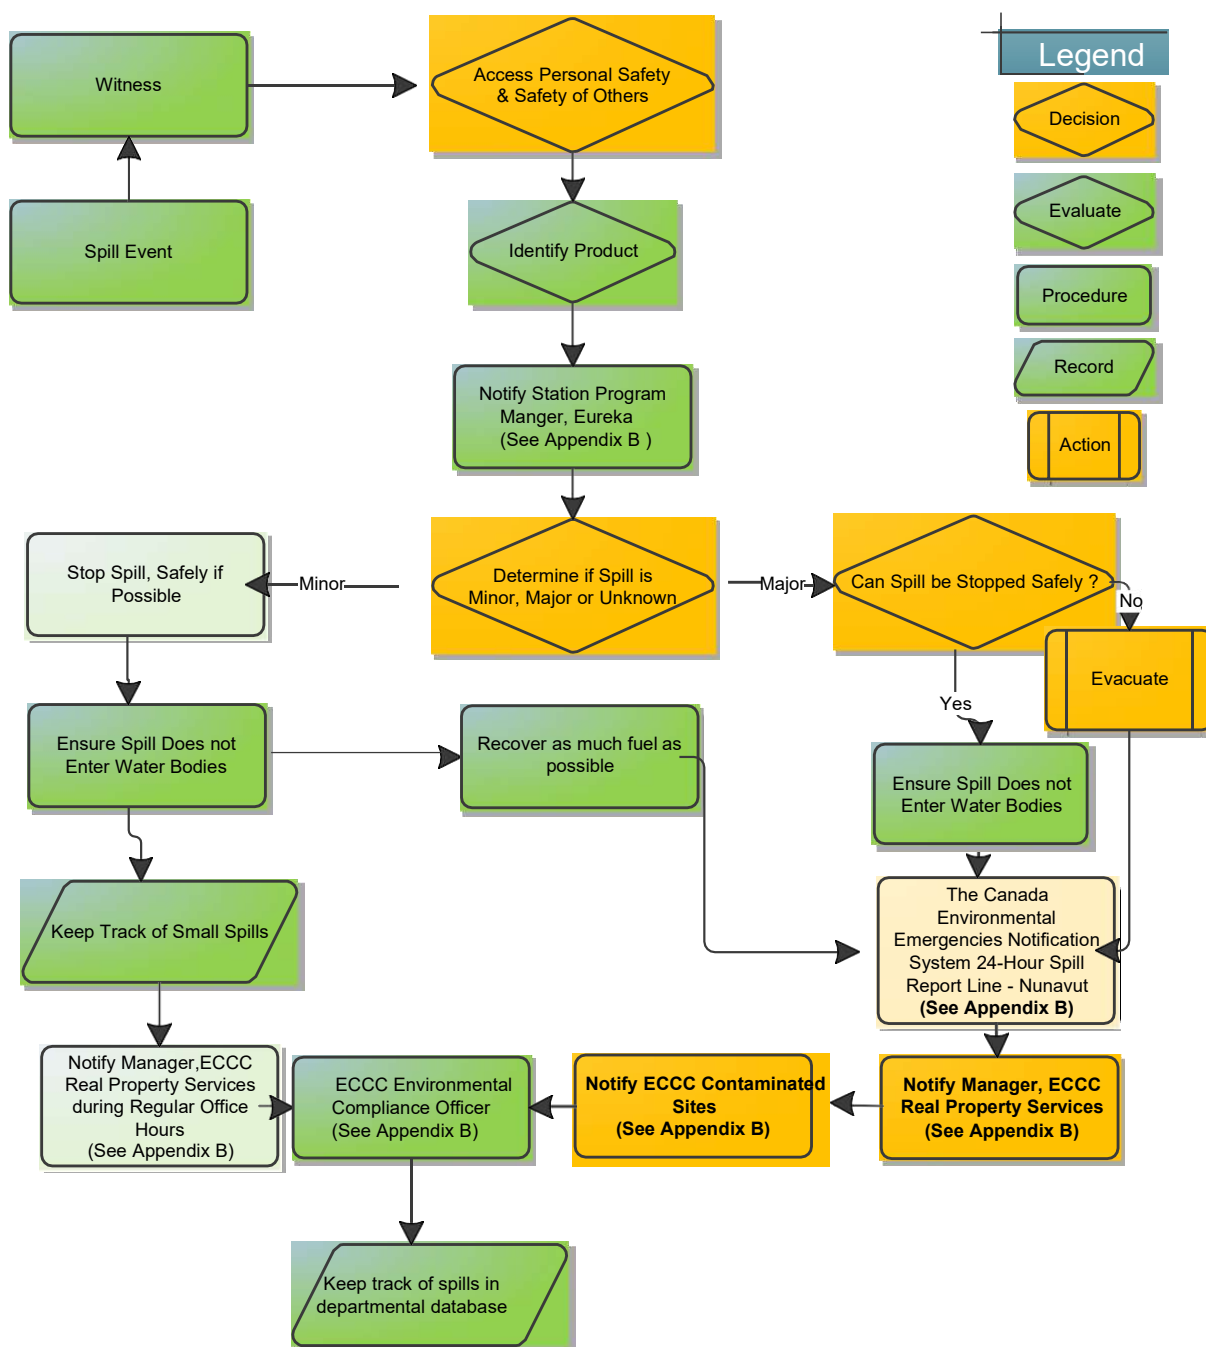 Witness
Access Personal Safety
& Safety of Others
Legend
Decision
Spill Event
Identify Product
Evaluate
Procedure
Record
Action
Notify Station Program
Manger, Eureka
(See Appendix B )
Stop Spill, Safely if
Possible
Minor
Determine if Spill is
Minor, Major or Unknown
Major
Can Spill be Stopped Safely ?
No
Evacuate
Yes
Ensure Spill Does not
Enter Water Bodies
Recover as much fuel as
possible
Ensure Spill Does not
Enter Water Bodies
Keep Track of Small Spills
The Canada
Environmental
Emergencies Notification
System 24-Hour Spill
Report Line - Nunavut
(See Appendix B)
Notify Manager,ECCC
Real Property Services
during Regular Office
Hours
(See Appendix B)
ECCC Environmental
Compliance Officer
(See Appendix B)
Notify ECCC Contaminated
Sites
(See Appendix B)
Notify Manager, ECCC
Real Property Services
(See Appendix B)
Keep track of spills in
departmental database